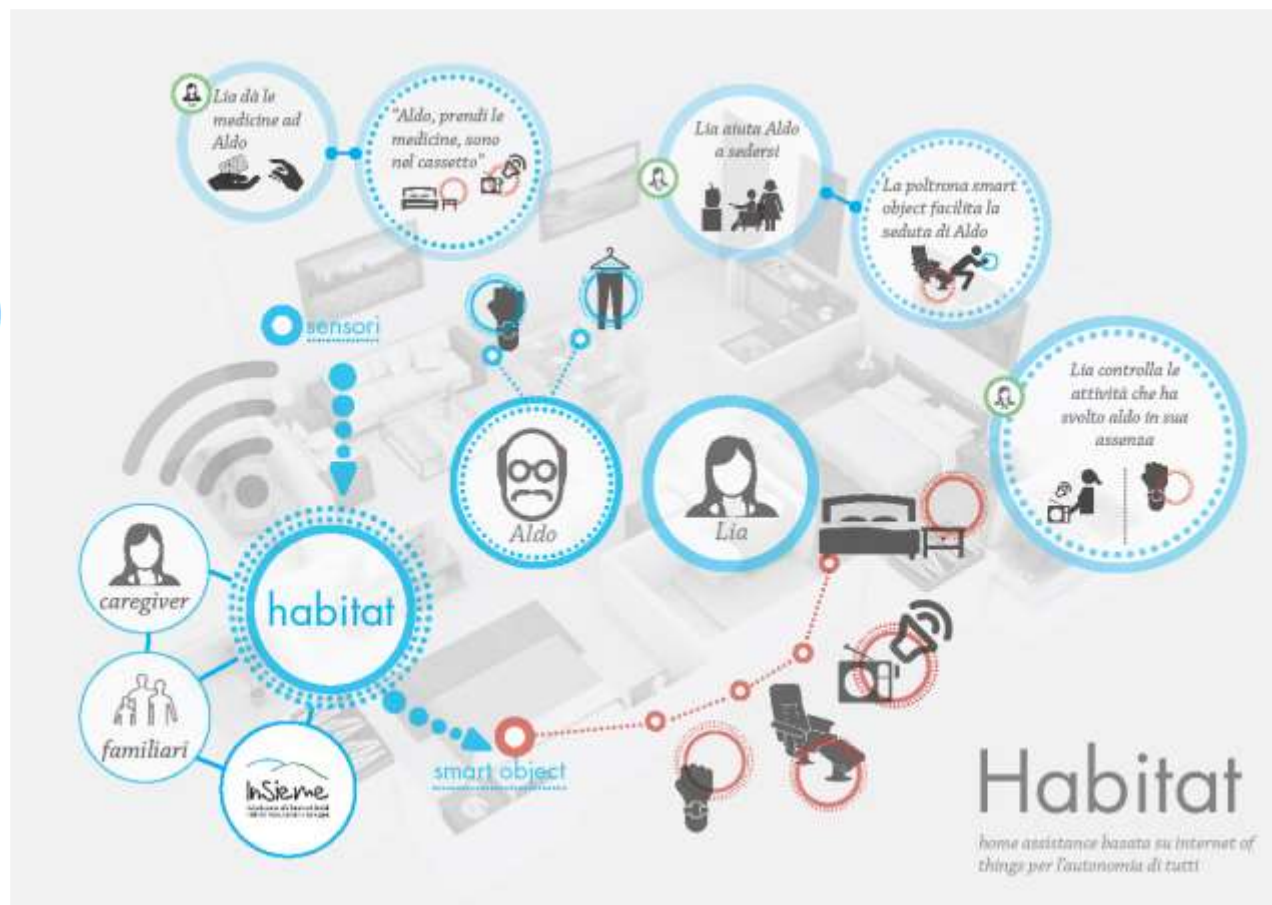 Lia dà le
medicine ad
Aldo
"Aldo, prendi le
medicine, sono
nel cassetto"
Lia aiuta Aldo
a sedersi
La poltrona smart
object facilita la
seduta di Aldo
Lia controlla le
attività che ha
svolto aldo in sua
assenza
sensori
Aldo
Lia
caregiver
habitat
familiari
InSieme
smart object
Habitat
home assistance basata su internet of
things per l'autonomia di tutti